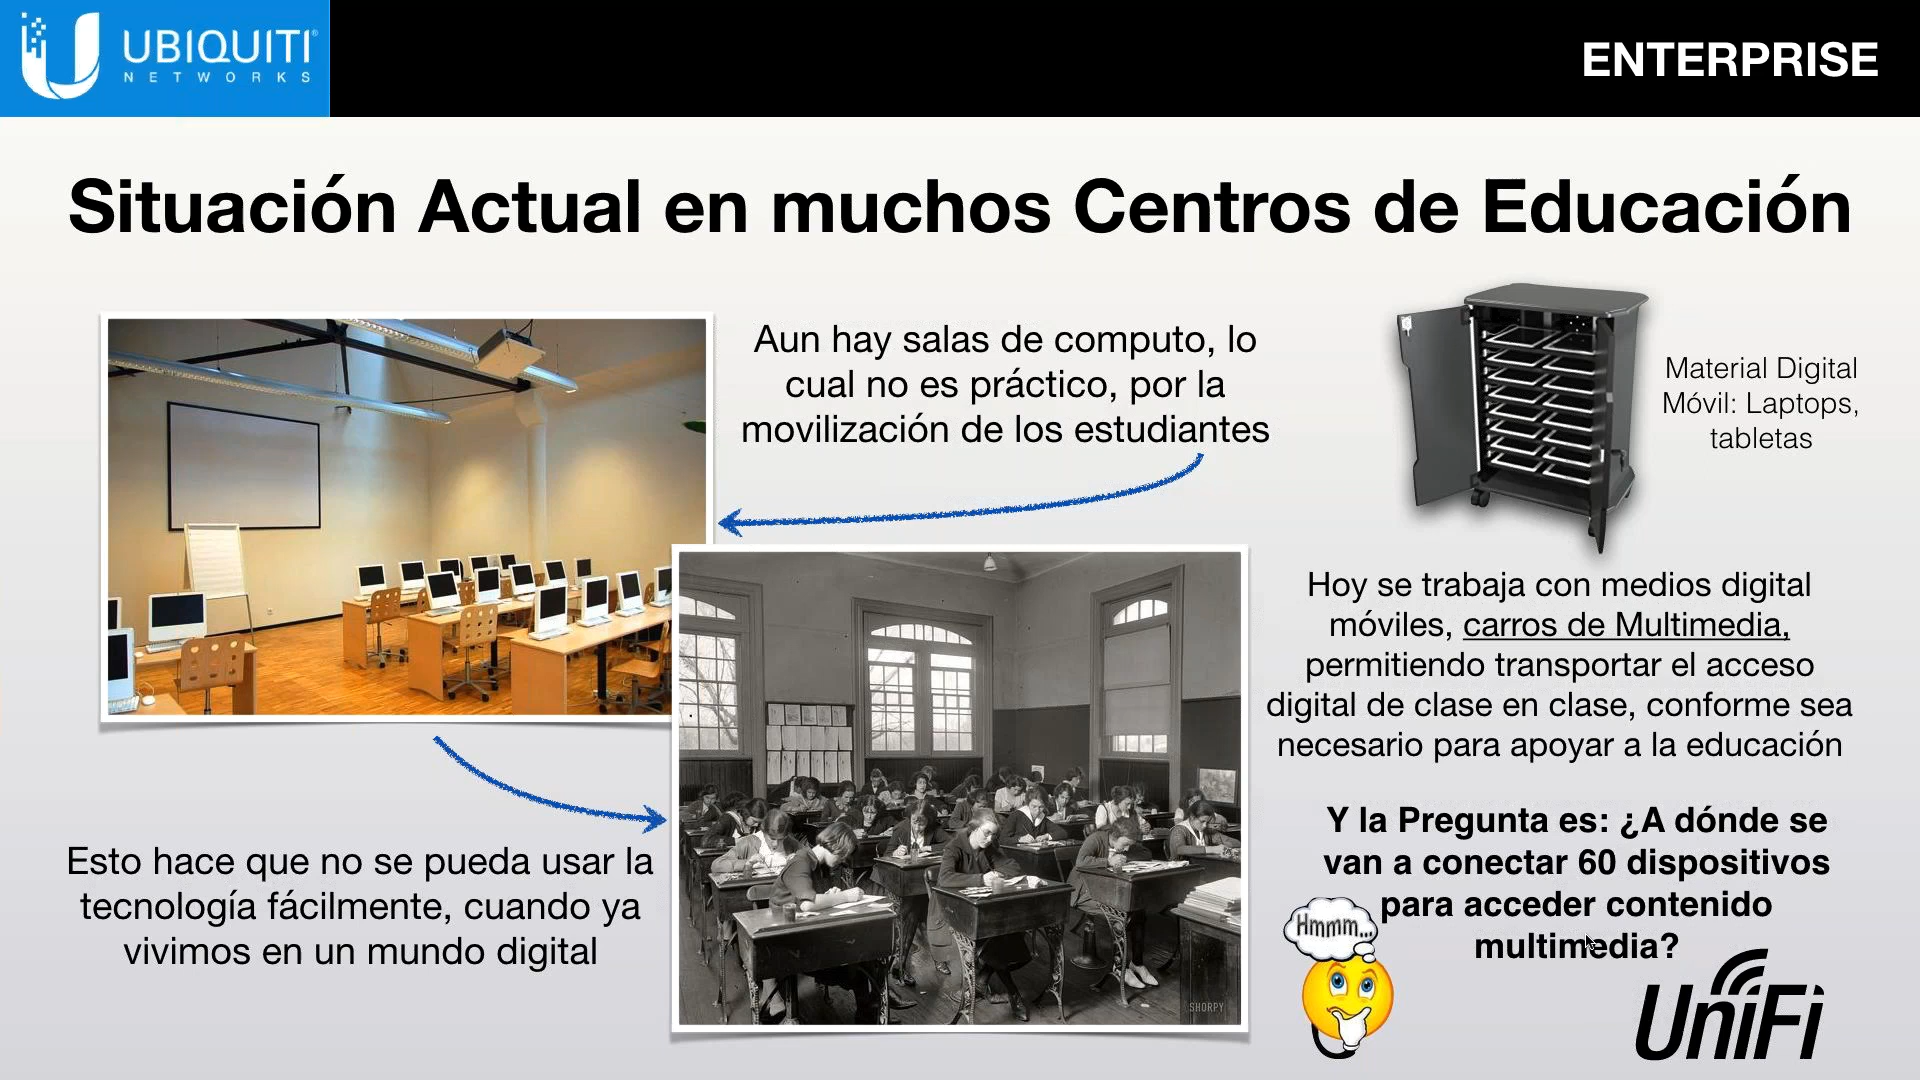 UBIQUITI
NETWORKS
ENTERPRISE
Situación Actual en muchos Centros de Educación
Aun hay salas de computo, lo
cual no es práctico, por la
movilización de los estudiantes
Material Digital
Móvil: Laptops,
tabletas
Hoy se trabaja con medios digital
móviles, carros de Multimedia,
permitiendo transportar el acceso
digital de clase en clase, conforme sea
necesario para apoyar a la educación
Esto hace que no se pueda usar la
tecnología fácilmente, cuando ya
vivimos en un mundo digital
Y la Pregunta es: ¿A dónde se
van a conectar 60 dispositivos
para acceder contenido
multimedia?
Hmmm...
SHORPY
UniFi